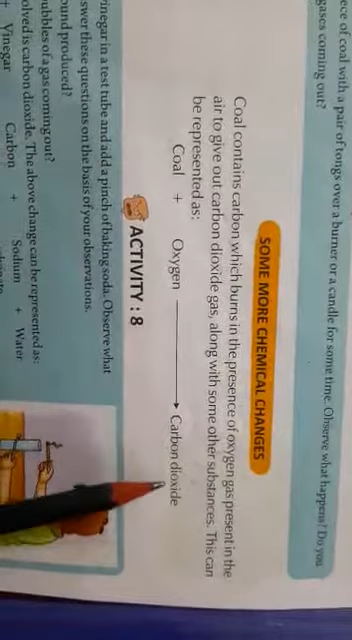 ece of coal with a pair of tongs over a burner or a candle for some time. Observe what happens? Do you
gases coming out?
SOME MORE CHEMICAL CHANGES
Coal contains carbon which burns in the presence of oxygen gas present in the
air to give out carbon dioxide gas, along with some other substances. This can
be represented as:
Coal + Oxygen → Carbon dioxide
ACTIVITY : 8
inegar in a test tube and add a pinch of baking soda. Observe what
swer these questions on the basis of your observations.
ound produced?
ubbles of a gas coming out?
olved is carbon dioxide. The above change can be represented as:
+ Vinegar Carbon + Sodium + Water